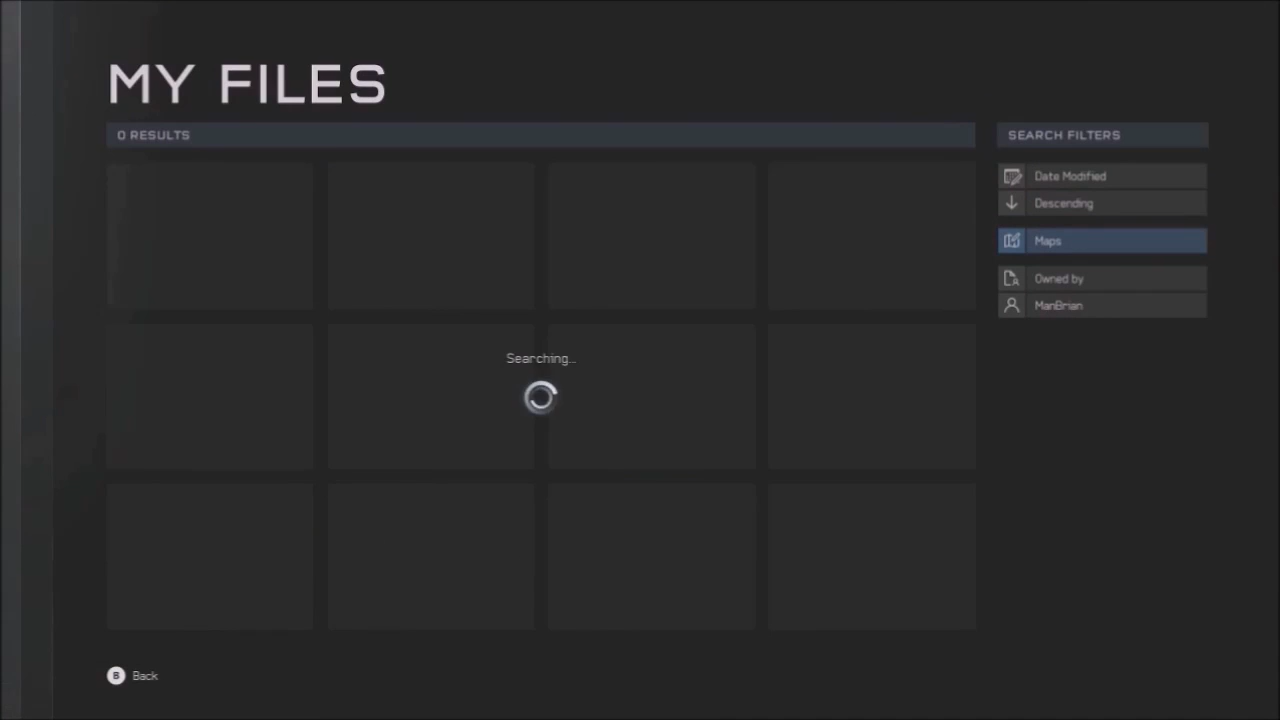 MY FILES
0 RESULTS
SEARCH FILTERS
Date Modified
Descending
Maps
Owned by
ManBrian
Searching...
B Back